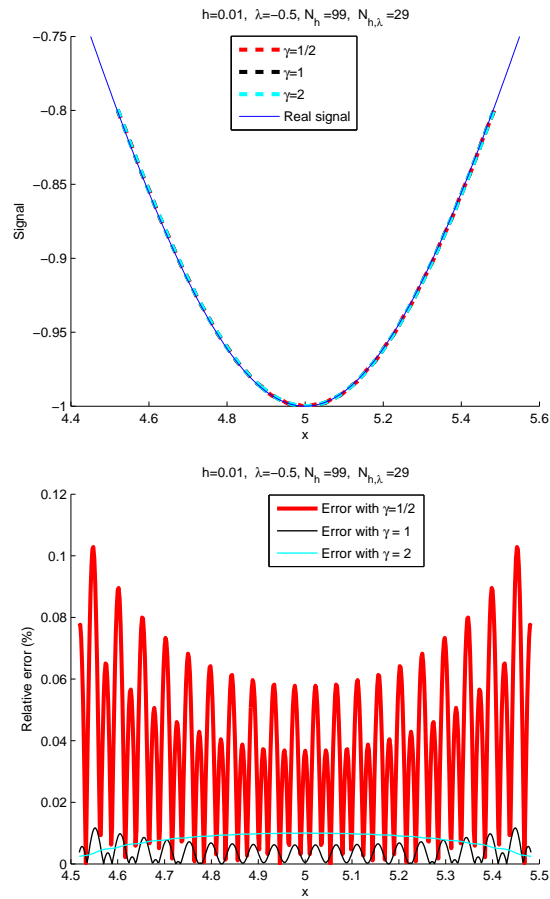 h=0.01, λ=−0.5, N_h =99, N_{h,λ}=29
−0.75
−0.8
−0.85
−0.9
−0.95
−1
Signal
γ=1/2
γ=1
γ=2
Real signal
4.4 4.6 4.8 5 5.2 5.4 5.6
x
h=0.01, λ=−0.5, N_h =99, N_{h,λ}=29
0.12
0.1
0.08
0.06
0.04
0.02
0
Relative error (%)
Error with γ=1/2
Error with γ = 1
Error with γ = 2
4.5 4.6 4.7 4.8 4.9 5 5.1 5.2 5.3 5.4 5.5
x